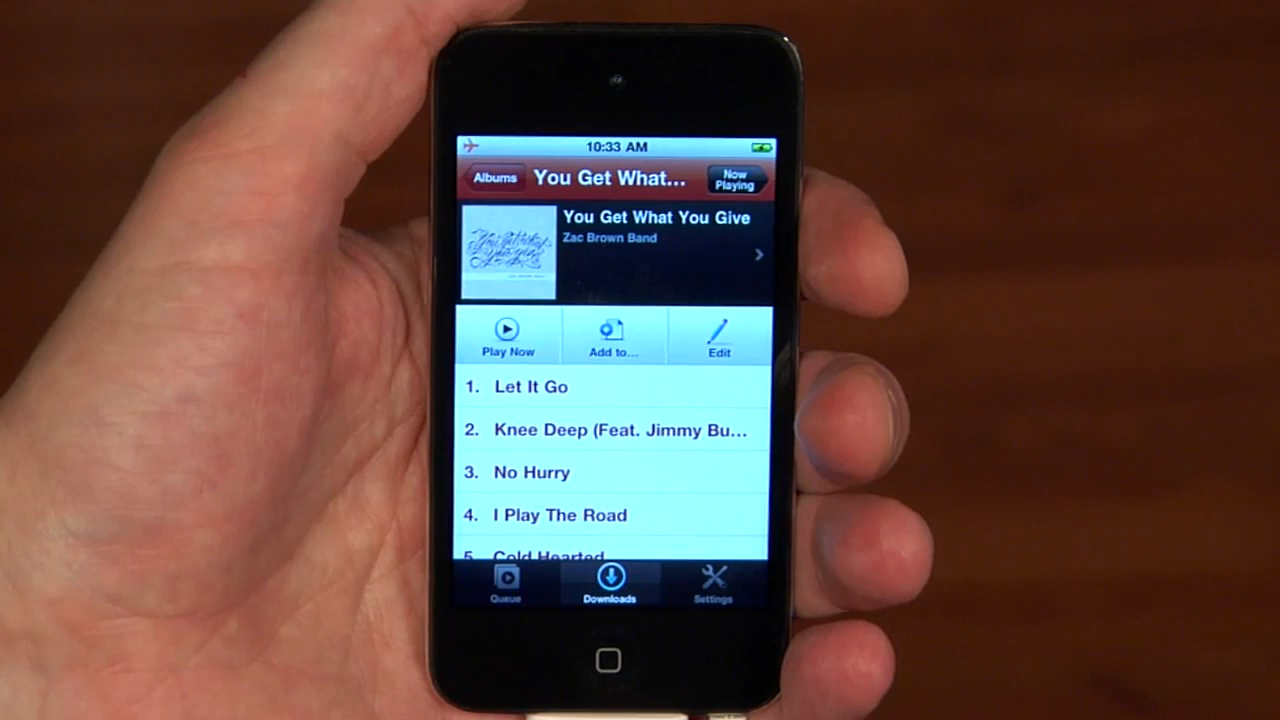 10:33 AM
Albums
You Get What...
Now
Playing
You Get What You Give
Zac Brown Band
Play Now
Add to...
Edit
1. Let It Go
2. Knee Deep (Feat. Jimmy Bu...
3. No Hurry
4. I Play The Road
5. Cold Hearted
Queue
Downloads
Settings